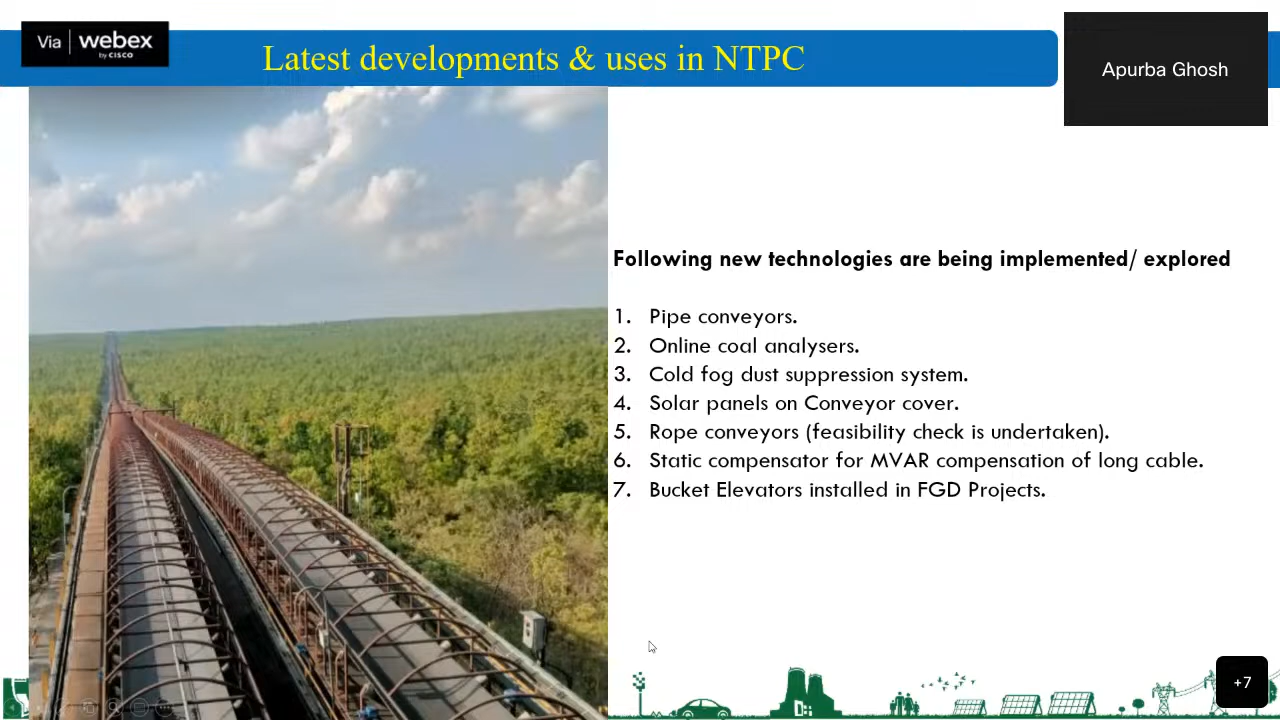 Via webex
by CISCO
Latest developments & uses in NTPC
Apurba Ghosh
Following new technologies are being implemented/ explored
1. Pipe conveyors.
2. Online coal analysers.
3. Cold fog dust suppression system.
4. Solar panels on Conveyor cover.
5. Rope conveyors (feasibility check is undertaken).
6. Static compensator for MVAR compensation of long cable.
7. Bucket Elevators installed in FGD Projects.
+7